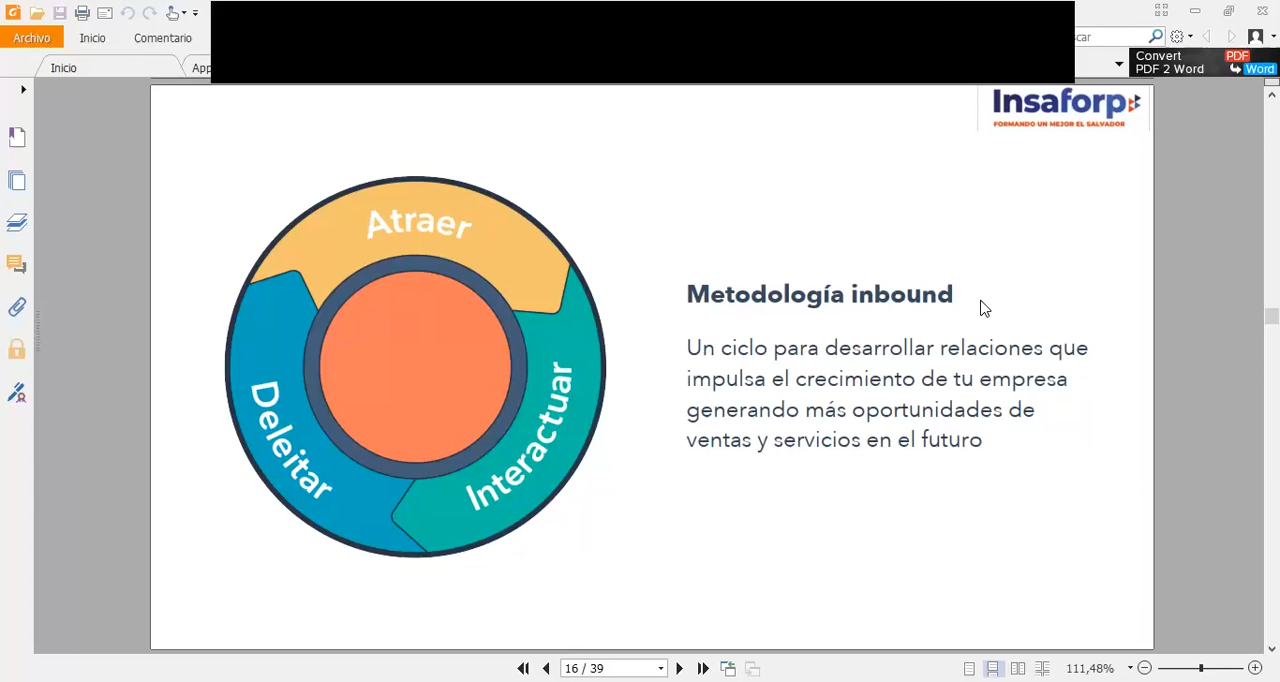 Archivo Inicio Comentario
car
Convert PDF
PDF 2 Word Word
Inicio App
Insaforp
FORMANDO UN MEJOR EL SALVADOR
Atraer
Interactuar
Deleitar
Metodología inbound
Un ciclo para desarrollar relaciones que
impulsa el crecimiento de tu empresa
generando más oportunidades de
ventas y servicios en el futuro
16 / 39
111,48%